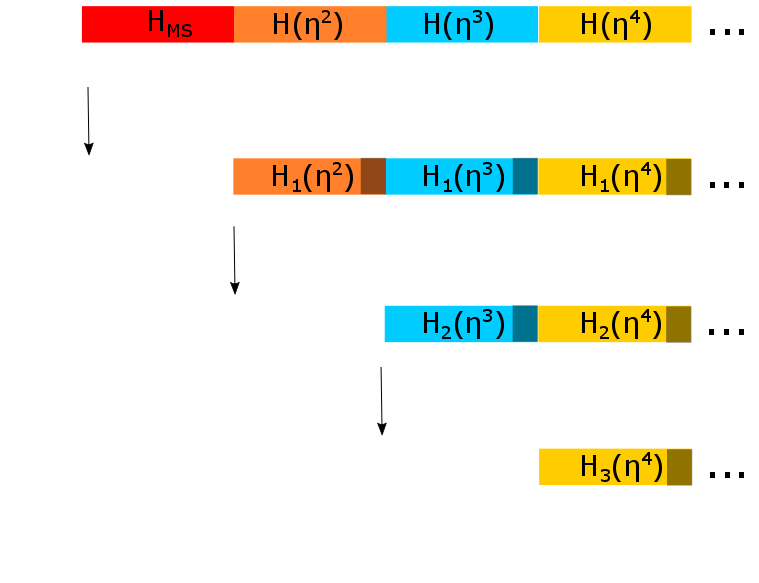 H_MS H(η²) H(η³) H(η⁴) ...
H₁(η²) H₁(η³) H₁(η⁴) ...
H₂(η³) H₂(η⁴) ...
H₃(η⁴) ...